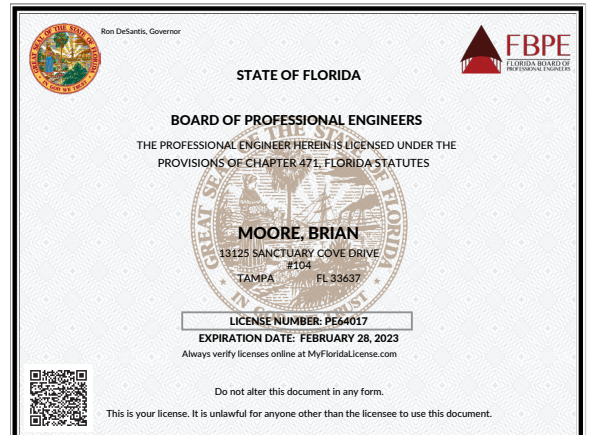 Ron DeSantis, Governor
FBPE
FLORIDA BOARD OF
PROFESSIONAL ENGINEERS
STATE OF FLORIDA
BOARD OF PROFESSIONAL ENGINEERS
THE PROFESSIONAL ENGINEER HEREIN IS LICENSED UNDER THE
PROVISIONS OF CHAPTER 471, FLORIDA STATUTES
GREAT SEAL OF THE STATE OF FLORIDA
IN GOD WE TRUST
MOORE, BRIAN
13125 SANCTUARY COVE DRIVE
#104
TAMPA FL 33637
LICENSE NUMBER: PE64017
EXPIRATION DATE: FEBRUARY 28, 2023
Always verify licenses online at MyFloridaLicense.com
Do not alter this document in any form.
This is your license. It is unlawful for anyone other than the licensee to use this document.